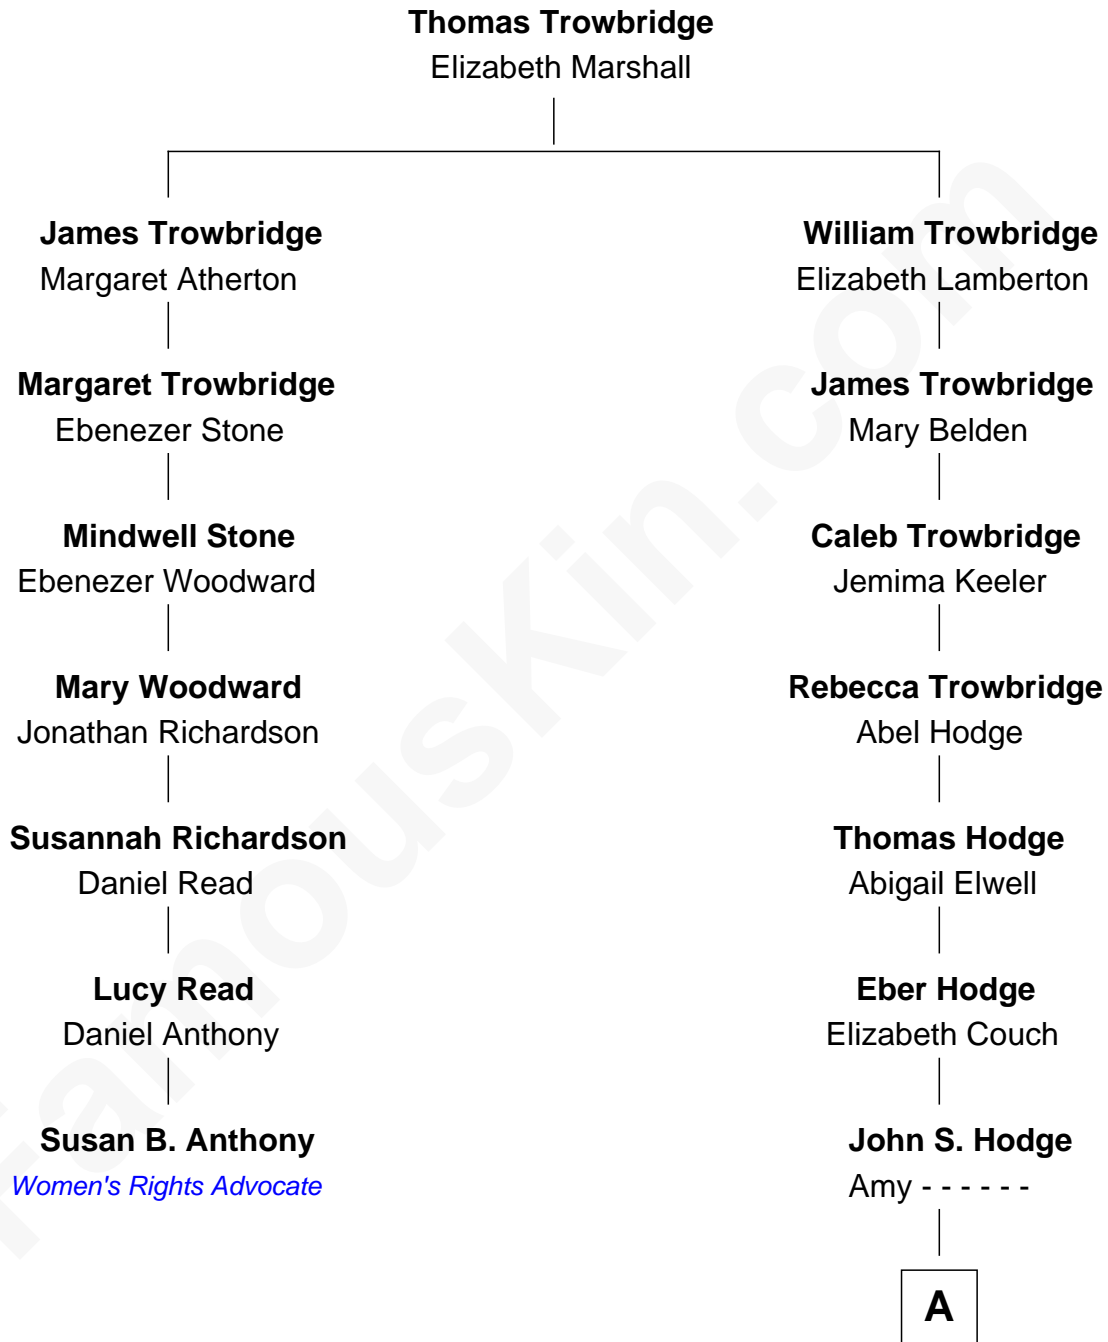 Thomas Trowbridge
Elizabeth Marshall
James Trowbridge
Margaret Atherton
Margaret Trowbridge
Ebenezer Stone
Mindwell Stone
Ebenezer Woodward
Mary Woodward
Jonathan Richardson
Susannah Richardson
Daniel Read
Lucy Read
Daniel Anthony
Susan B. Anthony
Women's Rights Advocate
William Trowbridge
Elizabeth Lamberton
James Trowbridge
Mary Belden
Caleb Trowbridge
Jemima Keeler
Rebecca Trowbridge
Abel Hodge
Thomas Hodge
Abigail Elwell
Eber Hodge
Elizabeth Couch
John S. Hodge
Amy - - - - - -
A
FamousKin.com